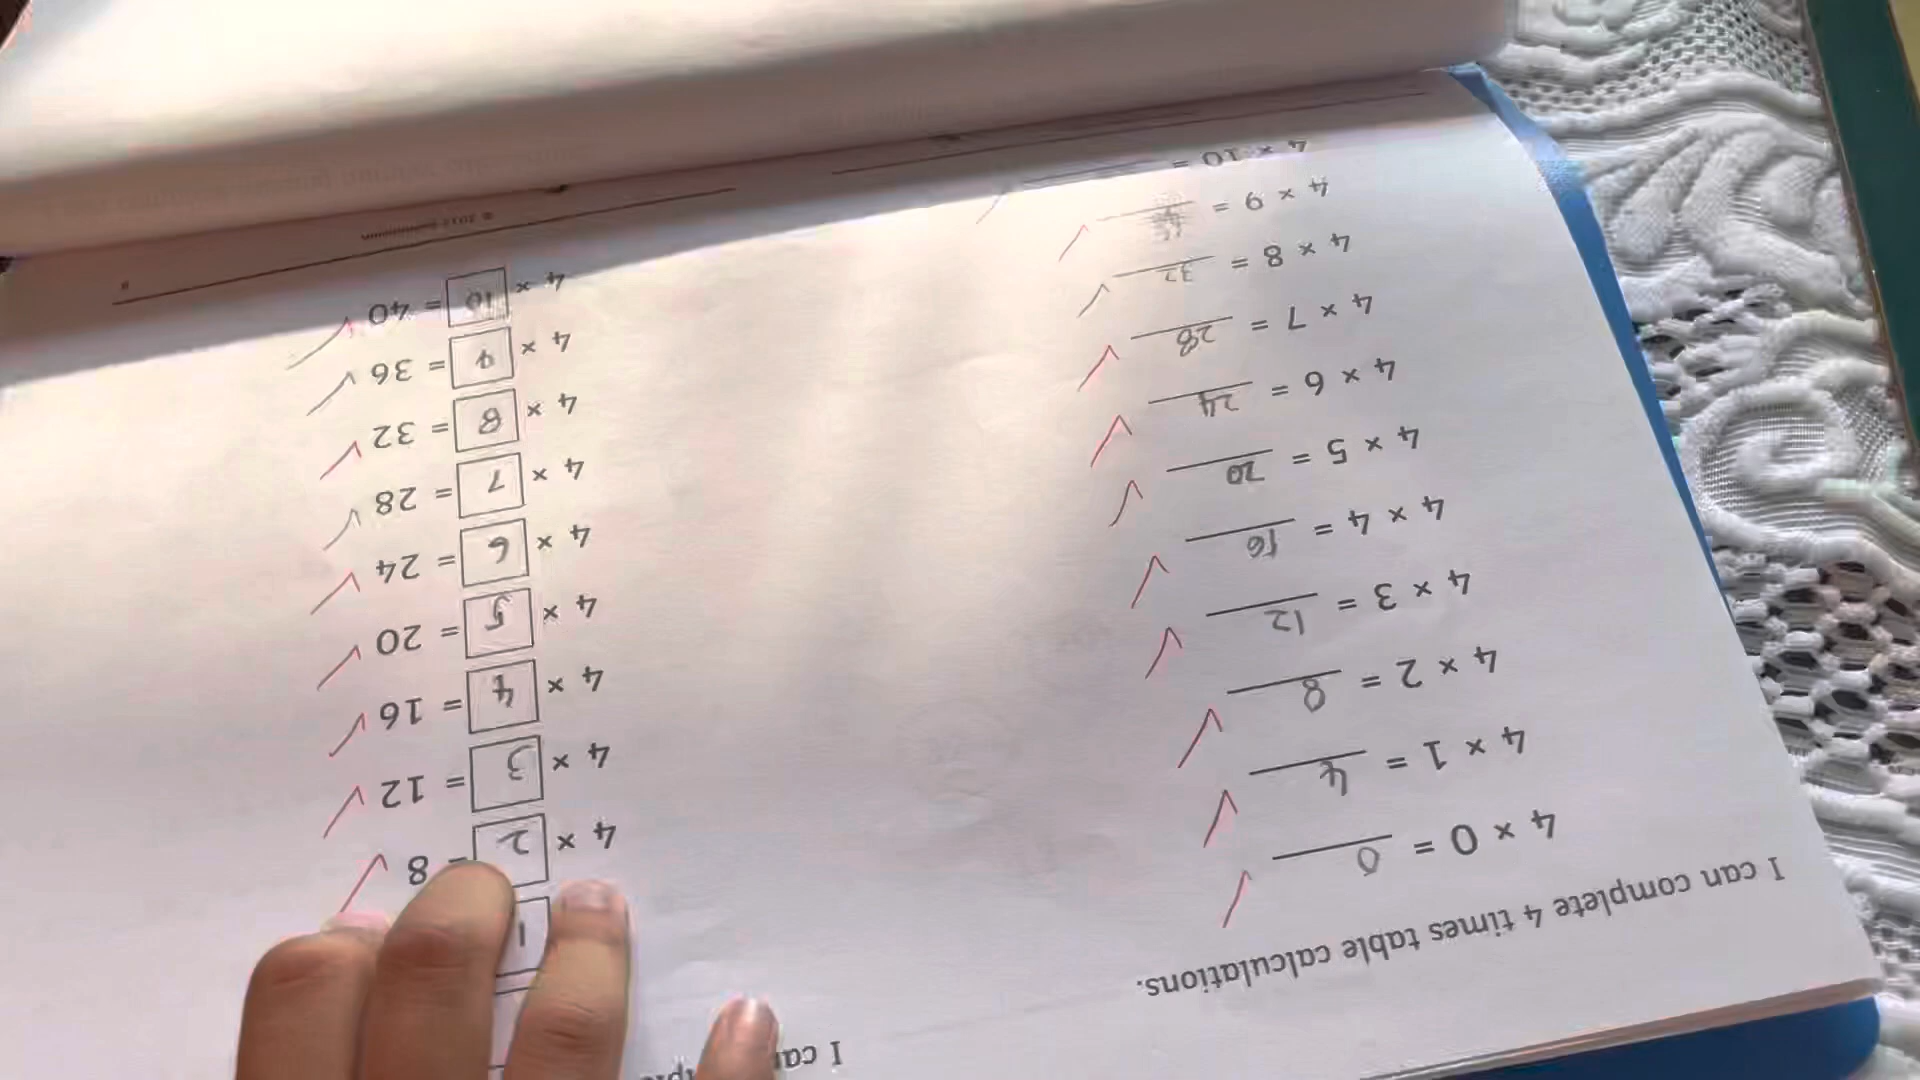 I can complete 4 times table calculations.
4 × 0 = 0
4 × 1 = 4
4 × 2 = 8
4 × 3 = 12
4 × 4 = 16
4 × 5 = 20
4 × 6 = 24
4 × 7 = 28
4 × 8 = 32
4 × 9 =
4 × 10 =
I can
1
4 × 2 = 8
4 × 3 = 12
4 × 4 = 16
4 × 5 = 20
4 × 6 = 24
4 × 7 = 28
4 × 8 = 32
4 × 9 = 36
4 × 10 = 40